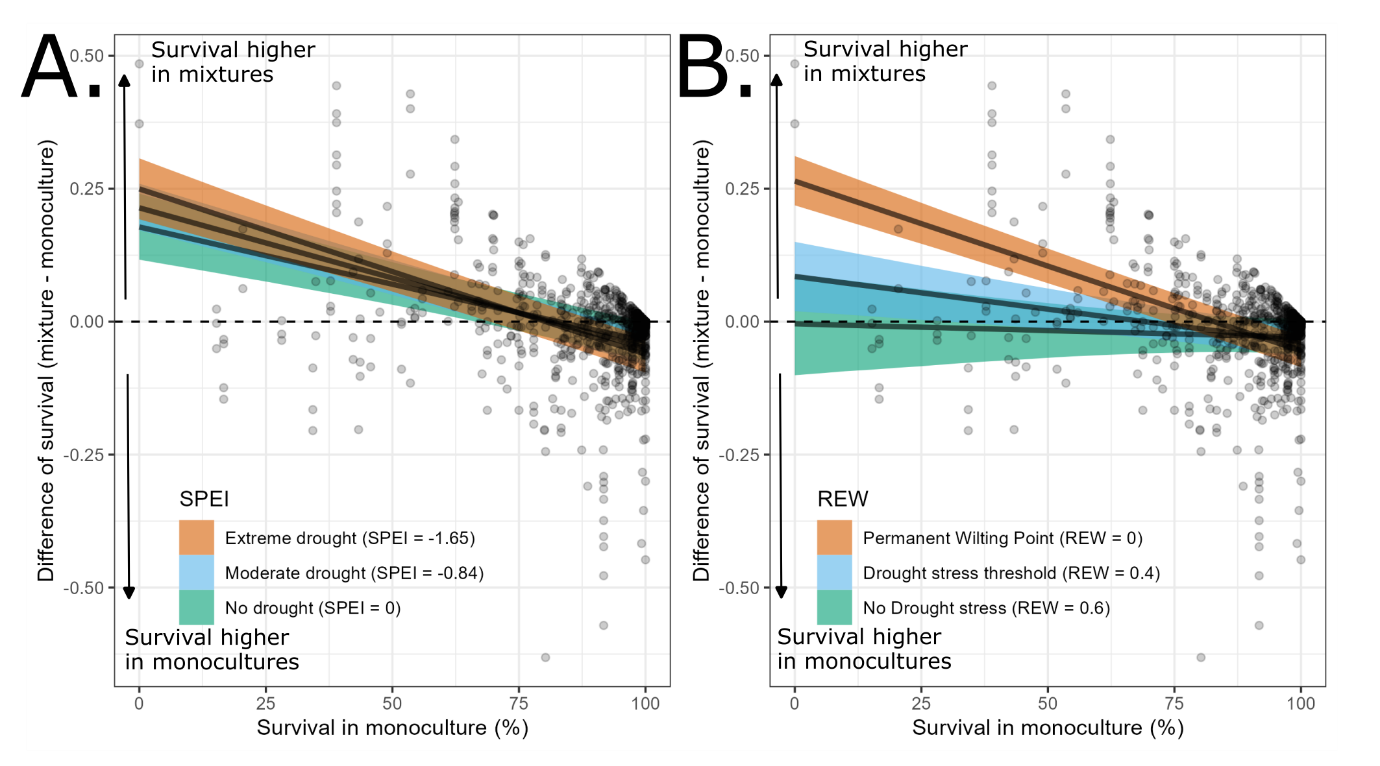 A.
Survival higher
in mixtures
0.50
0.25
0.00
-0.25
-0.50
Difference of survival (mixture - monoculture)
SPEI
Extreme drought (SPEI = -1.65)
Moderate drought (SPEI = -0.84)
No drought (SPEI = 0)
Survival higher
in monocultures
0 25 50 75 100
Survival in monoculture (%)
B.
Survival higher
in mixtures
0.50
0.25
0.00
-0.25
-0.50
Difference of survival (mixture - monoculture)
REW
Permanent Wilting Point (REW = 0)
Drought stress threshold (REW = 0.4)
No Drought stress (REW = 0.6)
Survival higher
in monocultures
0 25 50 75 100
Survival in monoculture (%)